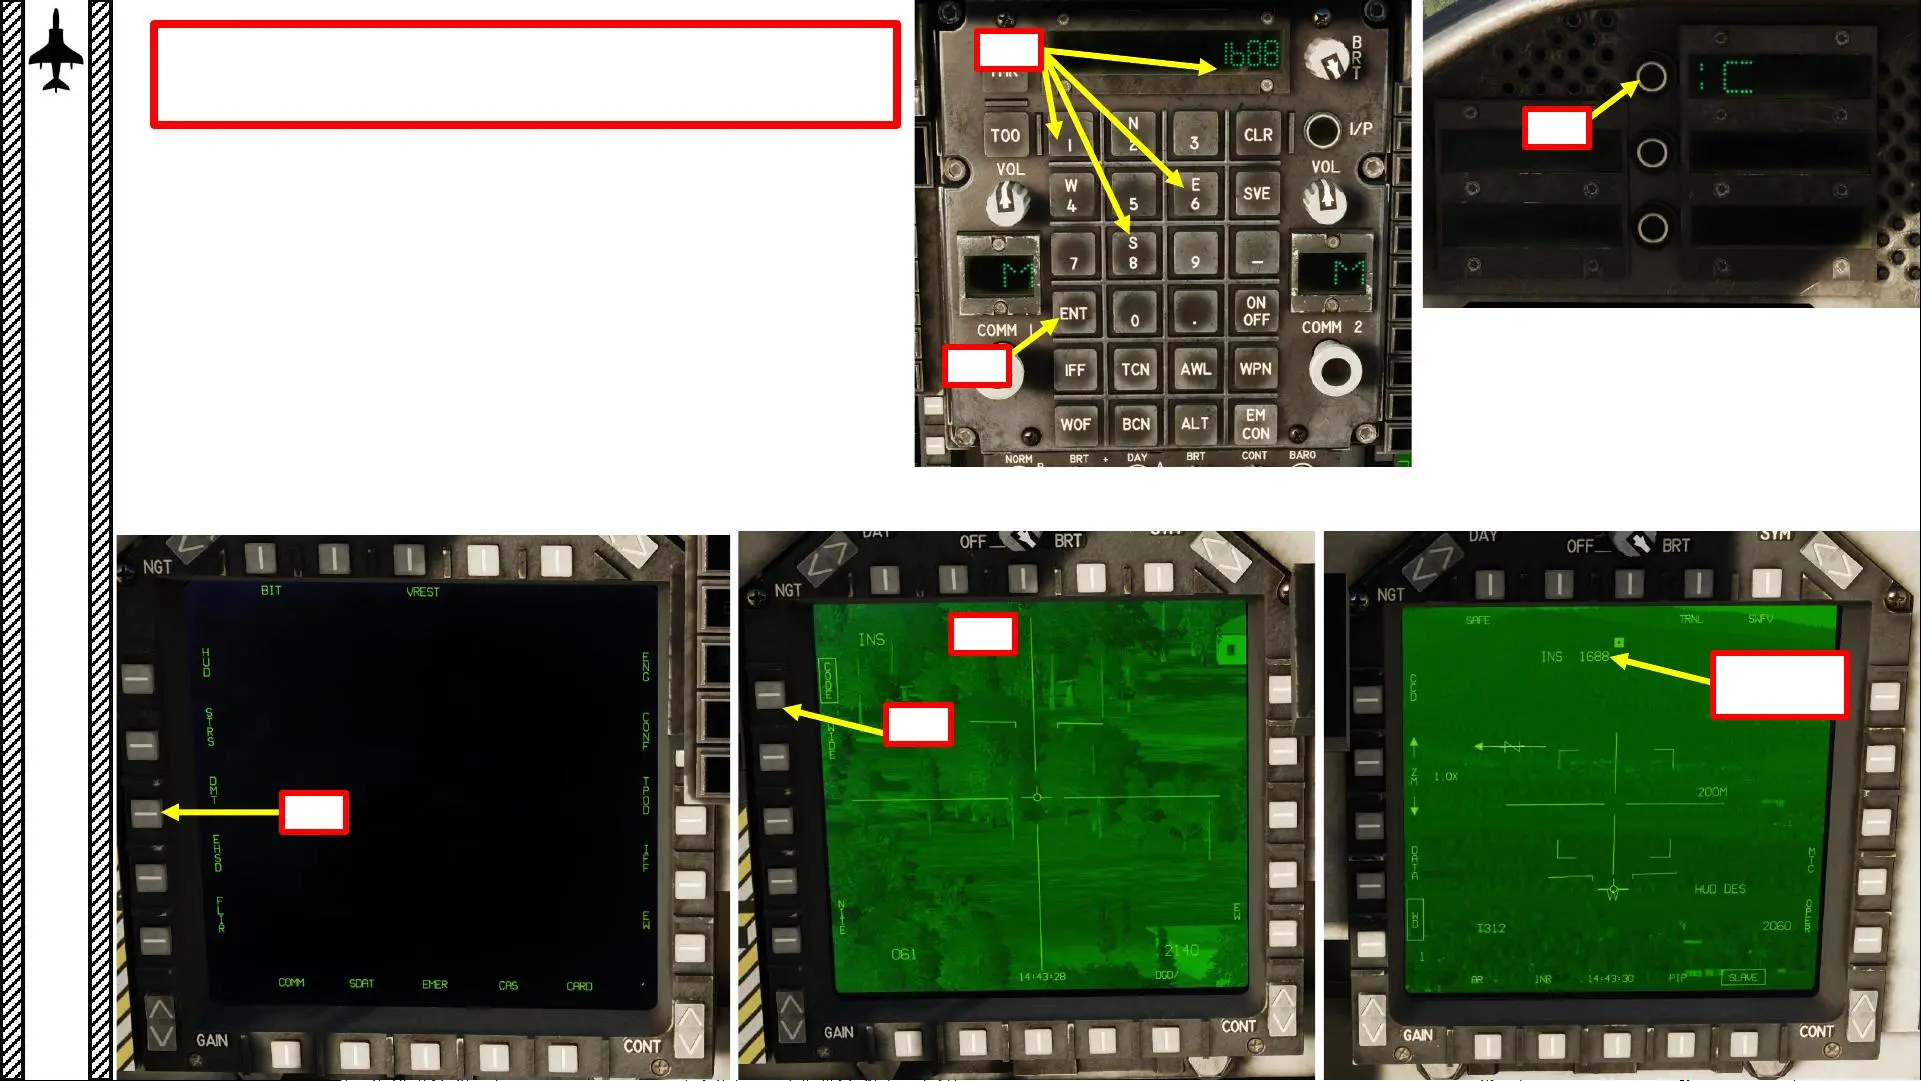 1688
BRT
TOO
1
N
2
3
CLR
I/P
VOL
VOL
W
4
5
E
6
SVE
7
S
8
9
–
M
M
ENT
0
.
ON
OFF
COMM 1
COMM 2
IFF
TCN
AWL
WPN
WOF
BCN
ALT
EM
CON
NORM
BRT
DAY
BRT
CONT
BARO
:C
NGT
BIT
VREST
HUD
STRS
DMT
EHSD
FLIR
ENG
CONF
TPOD
IFF
EW
COMM
SDAT
EMER
CAS
CARD
GAIN
CONT
DAY
OFF
BRT
NGT
INS
CODE
WIDE
NITE
EW
061
2140
14:43:28
DGD/
GAIN
CONT
DAY
OFF
BRT
SYM
NGT
SAFE
TRNL
SWFV
INS 1688
CCD
ZM
1.0X
200M
DATA
MTC
HUD DES
WD
1
T312
2060
OPER
AR
INR
14:43:30
PIP
SLAVE
GAIN
CONT